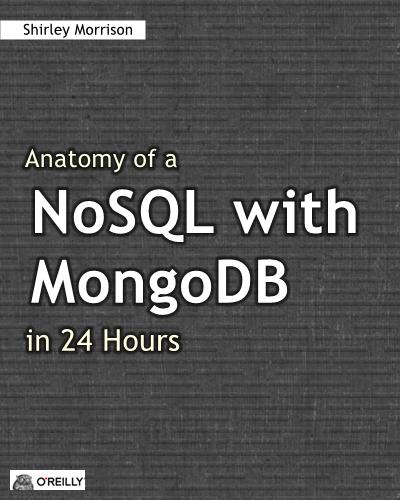 Shirley Morrison
Anatomy of a
NoSQL with
MongoDB
in 24 Hours
O'REILLY